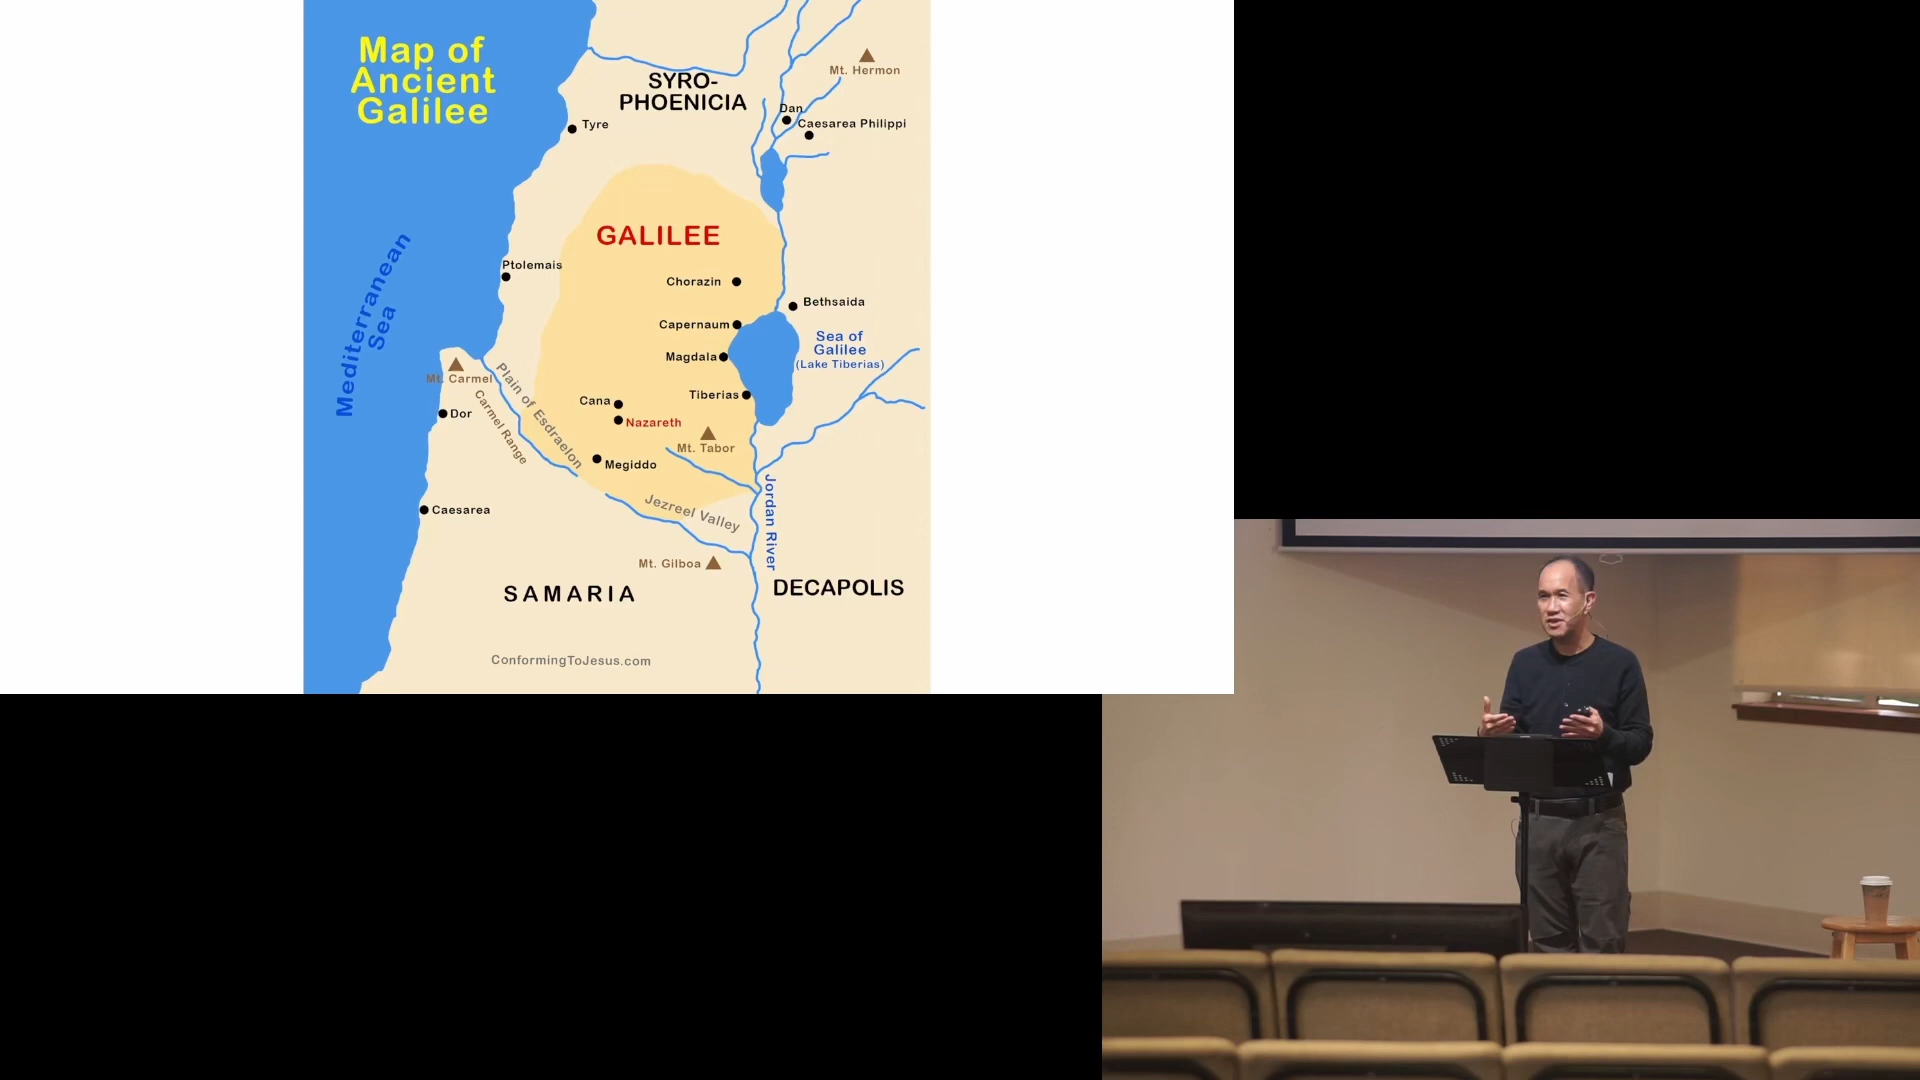 Map of
Ancient
Galilee
SYRO-
PHOENICIA
Mt. Hermon
Dan
Caesarea Philippi
Tyre
GALILEE
Ptolemais
Chorazin
Bethsaida
Capernaum
Sea of
Galilee
(Lake Tiberias)
Magdala
Mediterranean
Sea
Mt. Carmel
Plain of Esdraelon
Carmel Range
Tiberias
Cana
Dor
Nazareth
Mt. Tabor
Megiddo
Jordan River
Jezreel Valley
Caesarea
Mt. Gilboa
SAMARIA
DECAPOLIS
ConformingToJesus.com